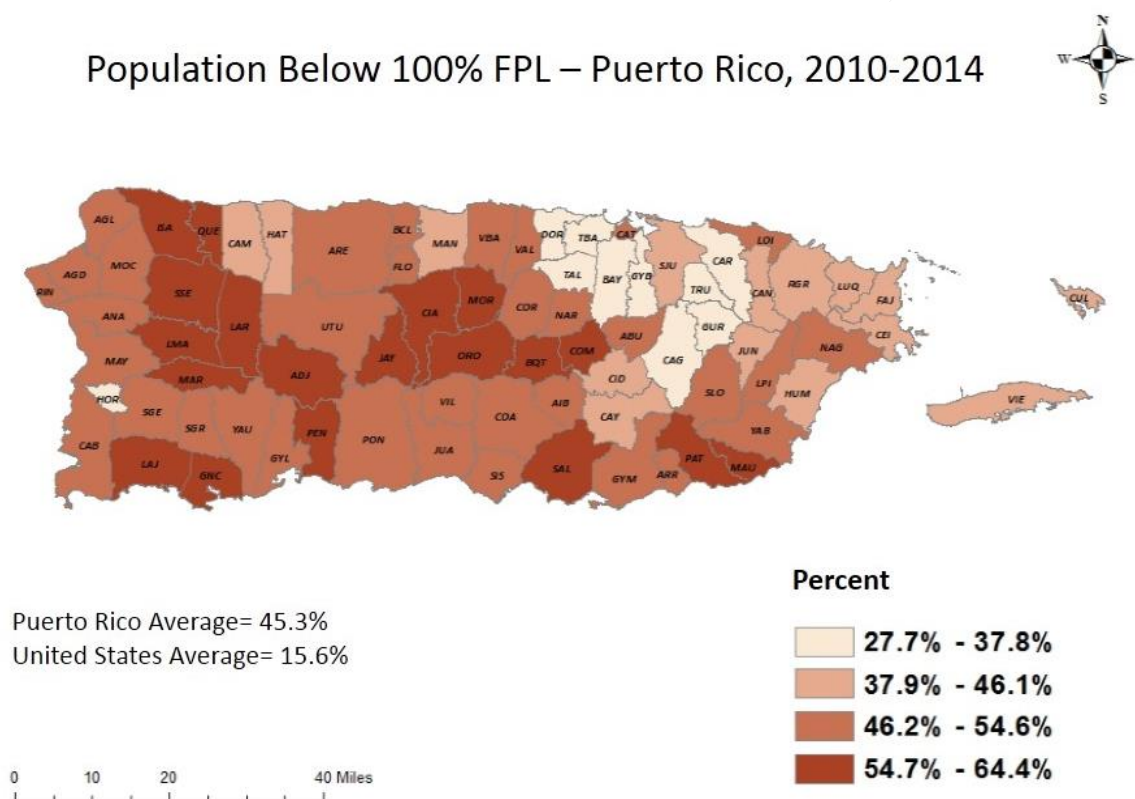 N
W
S
Population Below 100% FPL – Puerto Rico, 2010-2014
AGL
ISA
QUE
CAM
HAT
ARE
BCL
FLO
MAN
VBA
VAL
DOR
TBA
CAT
LOI
AGD
MOC
RIN
SSE
TAL
BAY
GYB
SJU
CAR
TRU
CAN
RGR
LUQ
FAJ
CUL
ANA
LAR
UTU
CIA
MOR
COR
NAR
GUR
CEI
MAY
LMA
MAR
ADJ
JAY
ORO
BQT
COM
ABU
CAG
JUN
NAG
HOR
SGE
SGR
YAU
PEN
VIL
COA
AIB
CID
CAY
SLO
LPI
HUM
VIE
CAB
LAJ
GNC
GYL
PON
JUA
SIS
SAL
GYM
ARR
PAT
MAU
YAB
Puerto Rico Average= 45.3%
United States Average= 15.6%
Percent
27.7% - 37.8%
37.9% - 46.1%
46.2% - 54.6%
54.7% - 64.4%
0 10 20 40 Miles